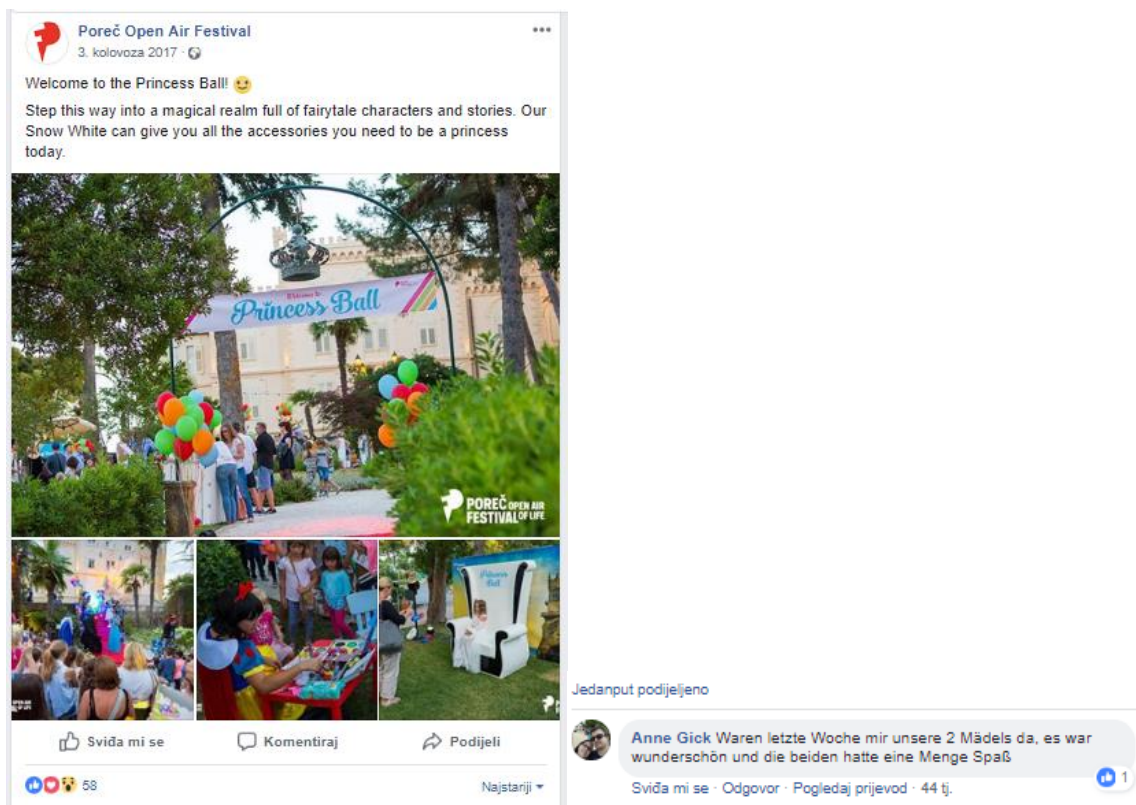 Poreč Open Air Festival
3. kolovoza 2017 ·
Welcome to the Princess Ball!
Step this way into a magical realm full of fairytale characters and stories. Our
Snow White can give you all the accessories you need to be a princess
today.
Welcome to
Princess Ball
POREČ OPEN AIR
FESTIVAL OF LIFE
Princess
Ball
Sviđa mi se
Komentiraj
Podijeli
58
Najstariji
Jedanput podijeljeno
Anne Gick Waren letzte Woche mir unsere 2 Mädels da, es war
wunderschön und die beiden hatte eine Menge Spaß
1
Sviđa mi se · Odgovor · Pogledaj prijevod · 44 tj.